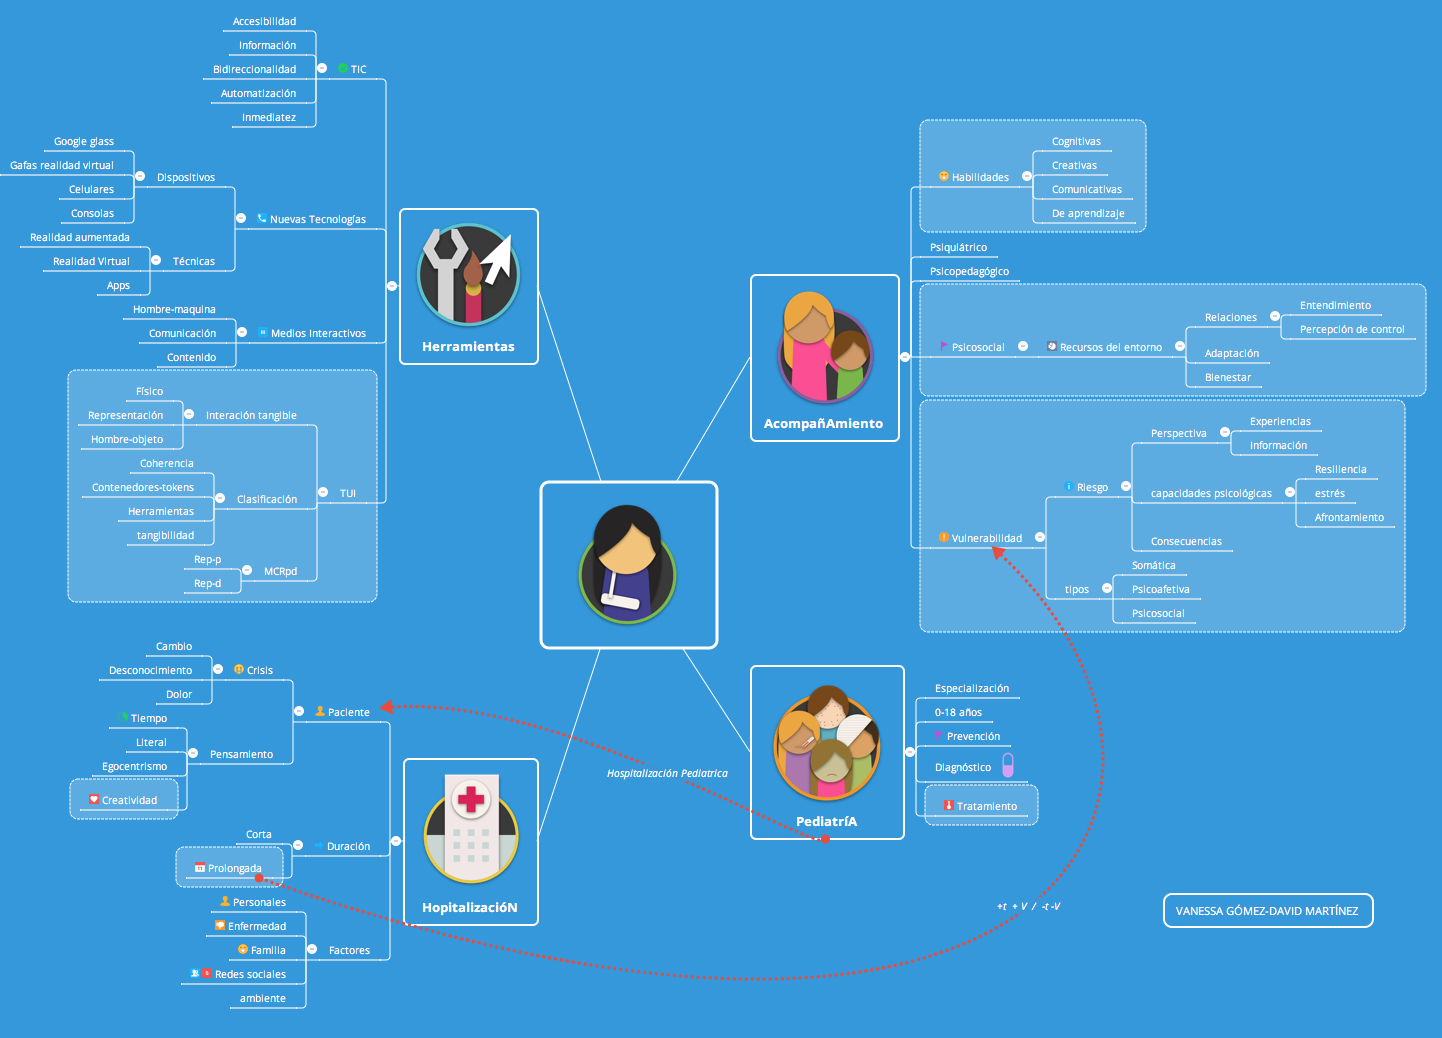 Accesibilidad
Información
Bidireccionalidad
Automatización
Inmediatez
TIC
Google glass
Gafas realidad virtual
Celulares
Consolas
Dispositivos
Realidad aumentada
Realidad Virtual
Apps
Técnicas
Nuevas Tecnologías
Hombre-maquina
Comunicación
Contenido
Medios Interactivos
Físico
Representación
Hombre-objeto
Interación tangible
Coherencia
Contenedores-tokens
Herramientas
tangibilidad
Clasificación
Rep-p
Rep-d
MCRpd
TUI
Herramientas
Cognitivas
Creativas
Comunicativas
De aprendizaje
Habilidades
Psiquiátrico
Psicopedagógico
Psicosocial
Recursos del entorno
Relaciones
Entendimiento
Percepción de control
Adaptación
Bienestar
AcompañAmiento
Vulnerabilidad
Riesgo
Perspectiva
Experiencias
Información
capacidades psicológicas
Resiliencia
estrés
Afrontamiento
Consecuencias
tipos
Somática
Psicoafetiva
Psicosocial
Cambio
Desconocimiento
Dolor
Crisis
Paciente
Tiempo
Literal
Egocentrismo
Creatividad
Pensamiento
Hospitalización Pediatrica
Corta
Prolongada
Duración
Personales
Enfermedad
Familia
Redes sociales
ambiente
Factores
HopitalizacióN
Especialización
0-18 años
Prevención
Diagnóstico
Tratamiento
PediatríA
+t + V / -t -V
VANESSA GÓMEZ-DAVID MARTÍNEZ